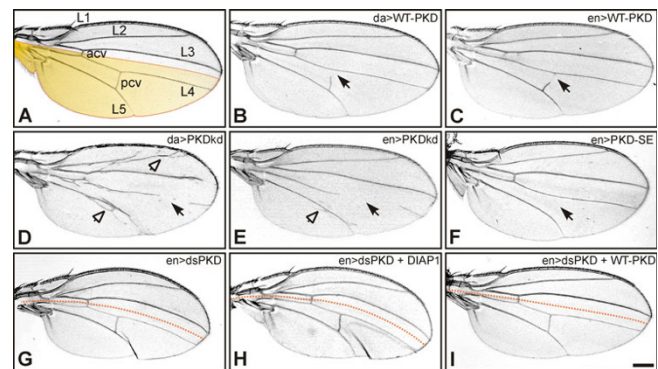 L1
L2
L3
acv
pcv
L4
L5
A
da>WT-PKD
B
en>WT-PKD
C
da>PKDkd
D
en>PKDkd
E
en>PKD-SE
F
en>dsPKD
G
en>dsPKD + DIAP1
H
en>dsPKD + WT-PKD
I